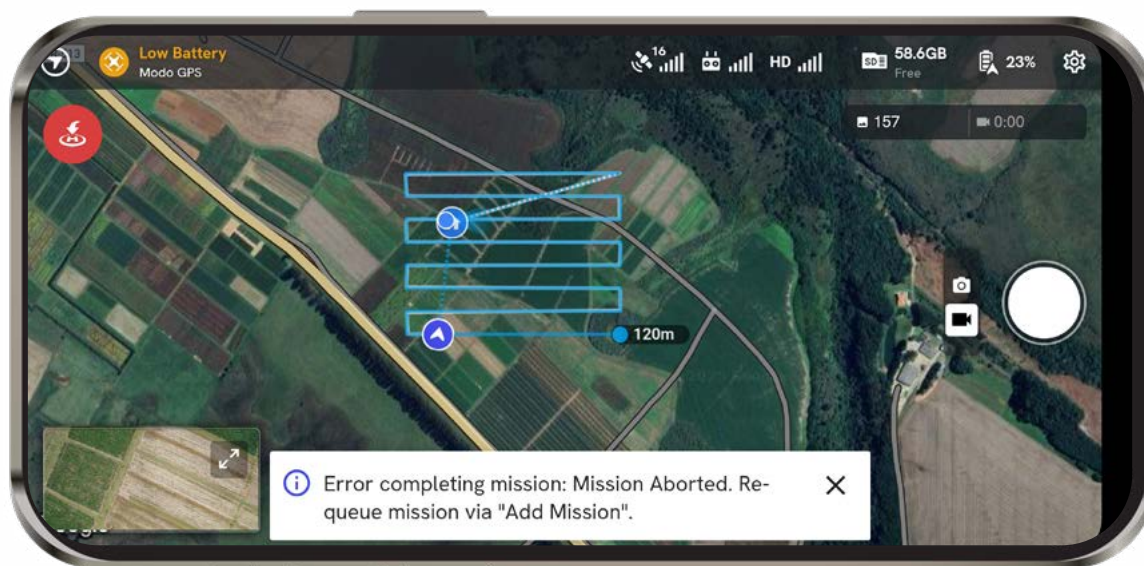 Low Battery
Modo GPS
16
HD
SD
58.6GB
Free
23%
157
0:00
120m
Error completing mission: Mission Aborted. Re-
queue mission via "Add Mission".